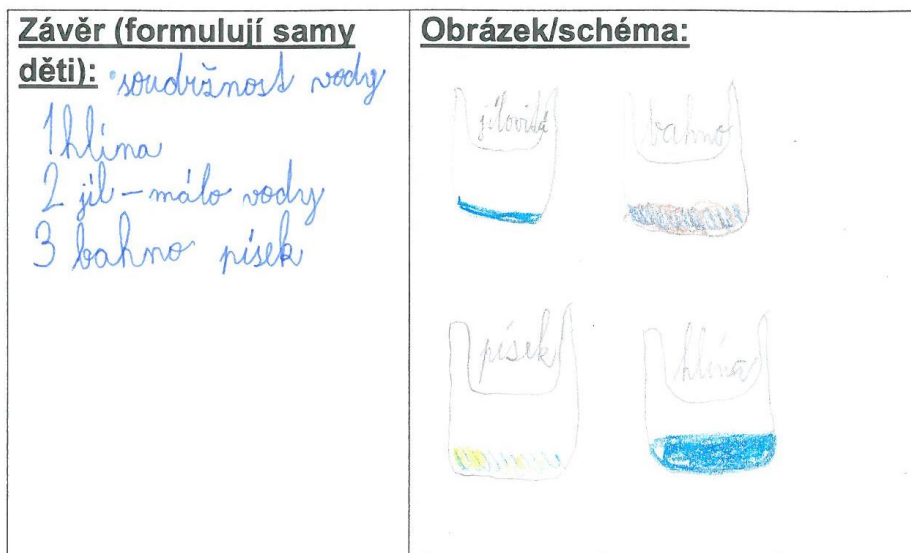 Závěr (formulují samy
děti): soudržnost vody
1 hlína
2 jíl – málo vody
3 bahno písek
Obrázek/schéma:
jílovitá
bahno
písek
hlína